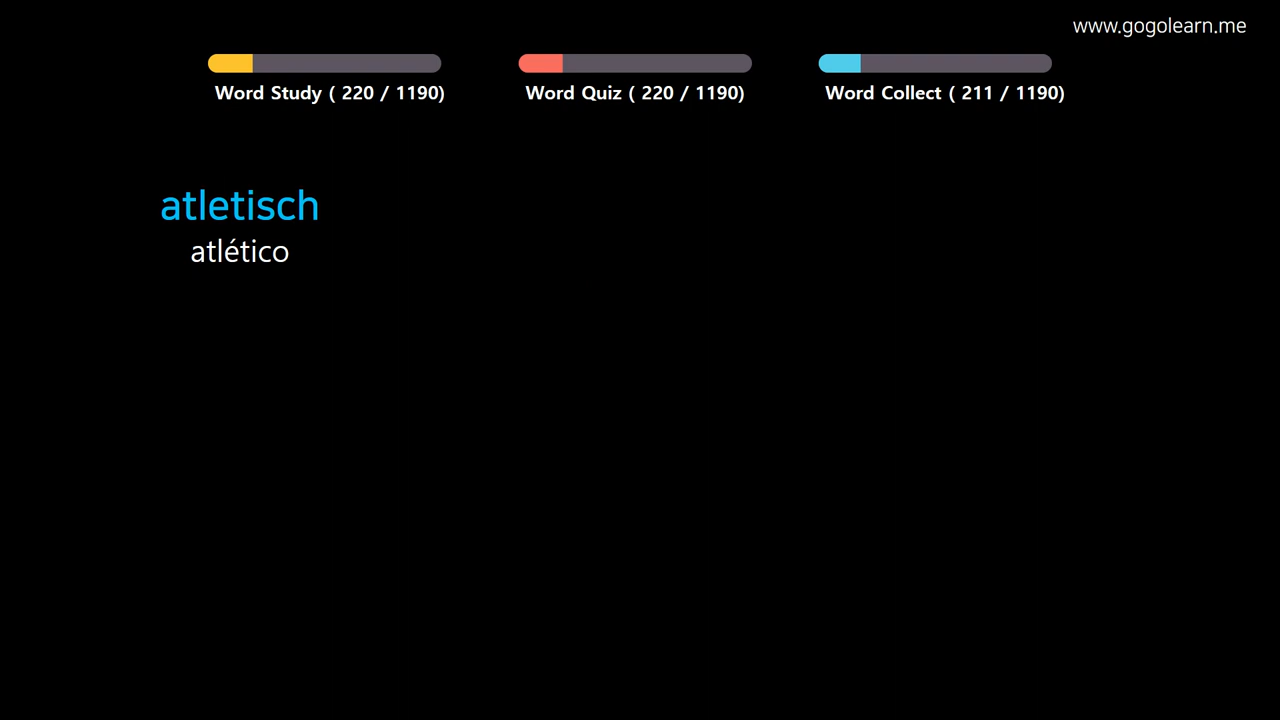 www.gogolearn.me
Word Study ( 220 / 1190)
Word Quiz ( 220 / 1190)
Word Collect ( 211 / 1190)
atletisch
atlético